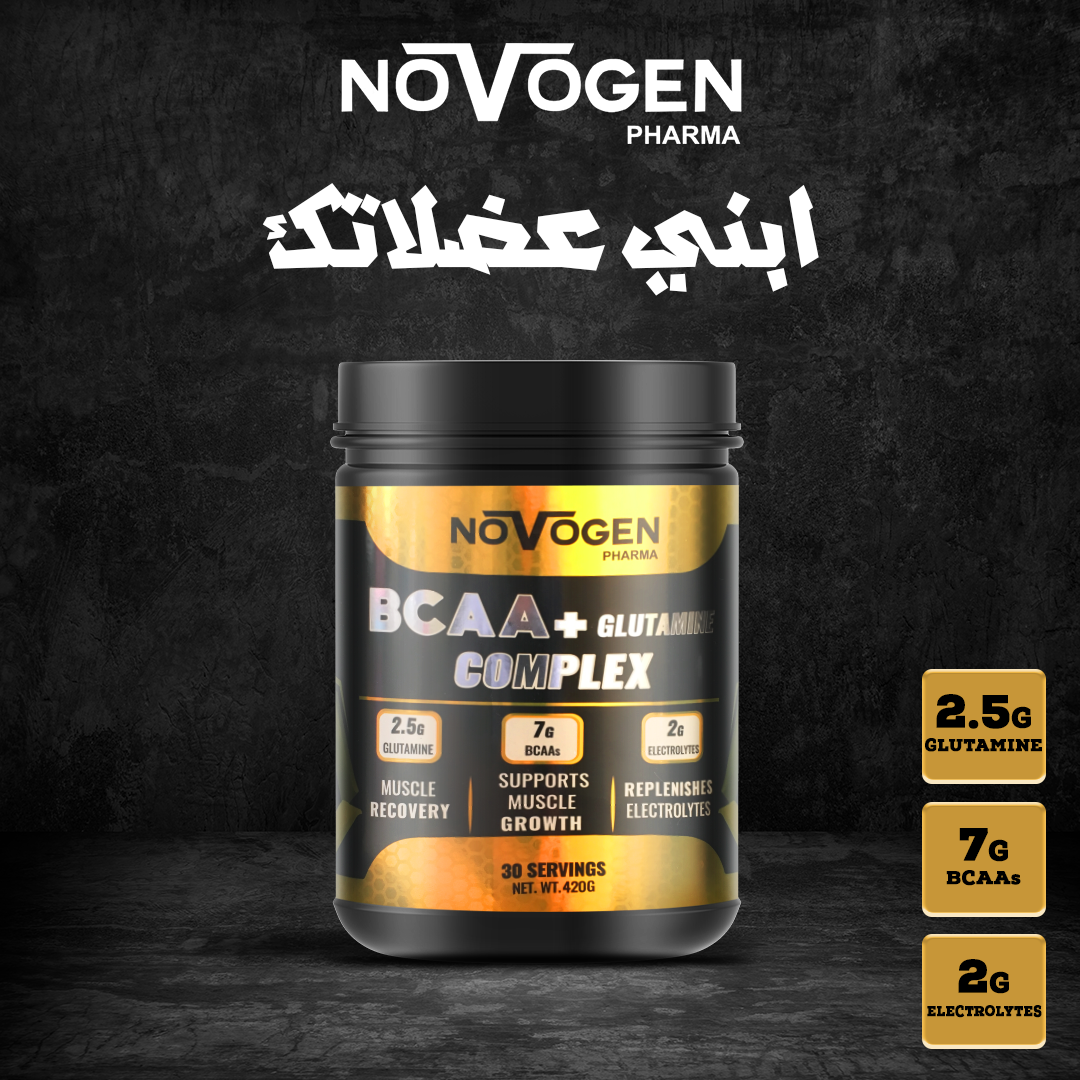 NOVOGEN
PHARMA
ابني عضلاتك
NOVOGEN
PHARMA
BCAA+ GLUTAMINE
COMPLEX
2.5G
GLUTAMINE
7G
BCAAs
2G
ELECTROLYTES
MUSCLE
RECOVERY
SUPPORTS
MUSCLE
GROWTH
REPLENISHES
ELECTROLYTES
30 SERVINGS
NET. WT. 420G
2.5G
GLUTAMINE
7G
BCAAs
2G
ELECTROLYTES